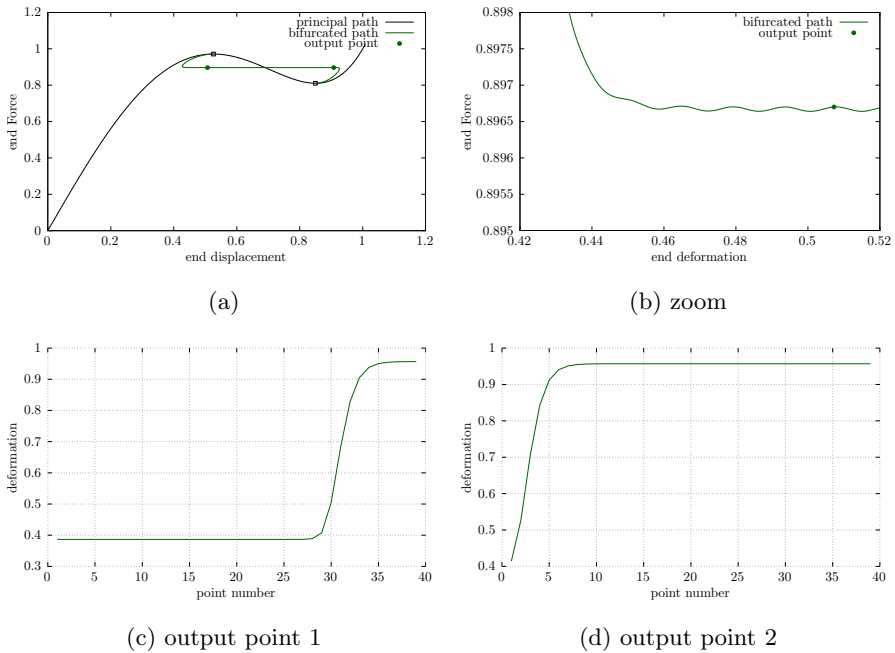 1.2
1
0.8
0.6
0.4
0.2
0
end Force
principal path
bifurcated path
output point
0 0.2 0.4 0.6 0.8 1 1.2
end displacement
(a)
0.898
0.8975
0.897
0.8965
0.896
0.8955
0.895
end Force
bifurcated path
output point
0.42 0.44 0.46 0.48 0.5 0.52
end deformation
(b) zoom
1
0.9
0.8
0.7
0.6
0.5
0.4
0.3
deformation
0 5 10 15 20 25 30 35 40
point number
(c) output point 1
1
0.9
0.8
0.7
0.6
0.5
0.4
deformation
0 5 10 15 20 25 30 35 40
point number
(d) output point 2